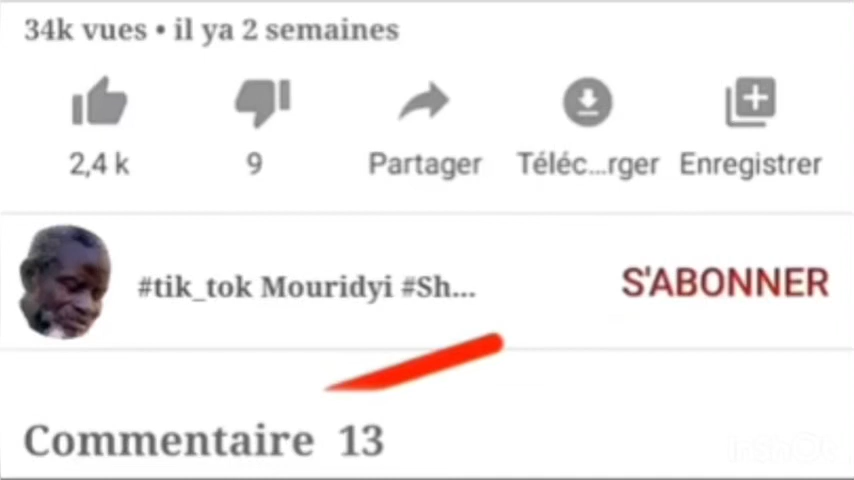 34k vues • il ya 2 semaines
2,4 k 9 Partager Téléc...rger Enregistrer
#tik_tok Mouridyi #Sh... S'ABONNER
Commentaire 13